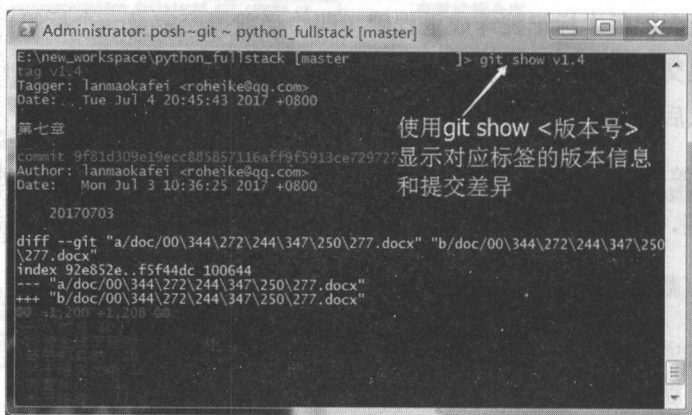 Administrator: posh~git ~ python_fullstack [master]
E:\new_workspace\python_fullstack [master ]> git show v1.4
tag v1.4
Tagger: lanmaokafei <roheike@qq.com>
Date: Tue Jul 4 20:45:43 2017 +0800
第七章
commit 9f81d309e19ecc885857116aff9f5913ce729727
Author: lanmaokafei <roheike@qq.com>
Date: Mon Jul 3 10:36:25 2017 +0800
20170703
diff --git "a/doc/00\344\272\244\347\250\277.docx" "b/doc/00\344\272\244\347\250
\277.docx"
index 92e852e..f5f44dc 100644
--- "a/doc/00\344\272\244\347\250\277.docx"
+++ "b/doc/00\344\272\244\347\250\277.docx"
@@ -1,200 +1,208 @@
使用git show <版本号>
显示对应标签的版本信息
和提交差异